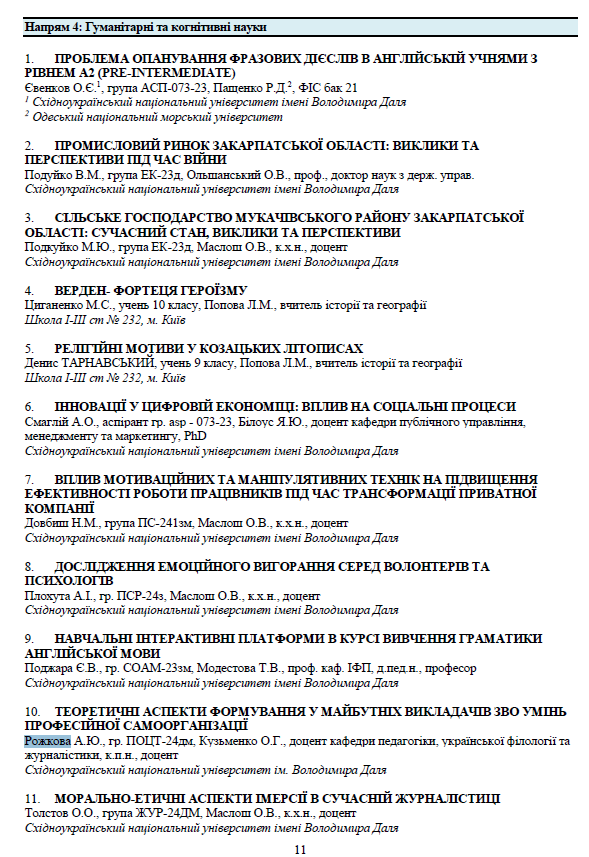 Напрям 4: Гуманітарні та когнітивні науки
1. ПРОБЛЕМА ОПАНУВАННЯ ФРАЗОВИХ ДІЄСЛІВ В АНГЛІЙСЬКІЙ УЧНЯМИ З
РІВНЕМ А2 (PRE-INTERMEDIATE)
Євенков О.Є.¹, група АСП-073-23, Пащенко Р.Д.², ФІС бак 21
¹ Східноукраїнський національний університет імені Володимира Даля
² Одеський національний морський університет
2. ПРОМИСЛОВИЙ РИНОК ЗАКАРПАТСЬКОЇ ОБЛАСТІ: ВИКЛИКИ ТА
ПЕРСПЕКТИВИ ПІД ЧАС ВІЙНИ
Подуйко В.М., група ЕК-23д, Ольшанський О.В., проф., доктор наук з держ. управ.
Східноукраїнський національний університет імені Володимира Даля
3. СІЛЬСЬКЕ ГОСПОДАРСТВО МУКАЧІВСЬКОГО РАЙОНУ ЗАКАРПАТСЬКОЇ
ОБЛАСТІ: СУЧАСНИЙ СТАН, ВИКЛИКИ ТА ПЕРСПЕКТИВИ
Подкуйко М.Ю., група ЕК-23д, Маслош О.В., к.х.н., доцент
Східноукраїнський національний університет імені Володимира Даля
4. ВЕРДЕН- ФОРТЕЦЯ ГЕРОЇЗМУ
Циганенко М.С., учень 10 класу, Попова Л.М., вчитель історії та географії
Школа І-ІІІ ст № 232, м. Київ
5. РЕЛІГІЙНІ МОТИВИ У КОЗАЦЬКИХ ЛІТОПИСАХ
Денис ТАРНАВСЬКИЙ, учень 9 класу, Попова Л.М., вчитель історії та географії
Школа І-ІІІ ст № 232, м. Київ
6. ІННОВАЦІЇ У ЦИФРОВІЙ ЕКОНОМІЦІ: ВПЛИВ НА СОЦІАЛЬНІ ПРОЦЕСИ
Смаглій А.О., аспірант гр. asp - 073-23, Білоус Я.Ю., доцент кафедри публічного управління,
менеджменту та маркетингу, PhD
Східноукраїнський національний університет імені Володимира Даля
7. ВПЛИВ МОТИВАЦІЙНИХ ТА МАНІПУЛЯТИВНИХ ТЕХНІК НА ПІДВИЩЕННЯ
ЕФЕКТИВНОСТІ РОБОТИ ПРАЦІВНИКІВ ПІД ЧАС ТРАНСФОРМАЦІЇ ПРИВАТНОЇ
КОМПАНІЇ
Довбиш Н.М., група ПС-241зм, Маслош О.В., к.х.н., доцент
Східноукраїнський національний університет імені Володимира Даля
8. ДОСЛІДЖЕННЯ ЕМОЦІЙНОГО ВИГОРАННЯ СЕРЕД ВОЛОНТЕРІВ ТА
ПСИХОЛОГІВ
Плохута А.І., гр. ПСР-24з, Маслош О.В., к.х.н., доцент
Східноукраїнський національний університет імені Володимира Даля
9. НАВЧАЛЬНІ ІНТЕРАКТИВНІ ПЛАТФОРМИ В КУРСІ ВИВЧЕННЯ ГРАМАТИКИ
АНГЛІЙСЬКОЇ МОВИ
Поджара Є.В., гр. СОАМ-23зм, Модестова Т.В., проф. каф. ІФП, д.пед.н., професор
Східноукраїнський національний університет імені Володимира Даля
10. ТЕОРЕТИЧНІ АСПЕКТИ ФОРМУВАННЯ У МАЙБУТНІХ ВИКЛАДАЧІВ ЗВО УМІНЬ
ПРОФЕСІЙНОЇ САМООРГАНІЗАЦІЇ
Рожкова А.Ю., гр. ПОЦТ-24дм, Кузьменко О.Г., доцент кафедри педагогіки, української філології та
журналістики, к.п.н., доцент
Східноукраїнський національний університет ім. Володимира Даля
11. МОРАЛЬНО-ЕТИЧНІ АСПЕКТИ ІМЕРСІЇ В СУЧАСНІЙ ЖУРНАЛІСТИЦІ
Толстов О.О., група ЖУР-24ДМ, Маслош О.В., к.х.н., доцент
Східноукраїнський національний університет імені Володимира Даля
11